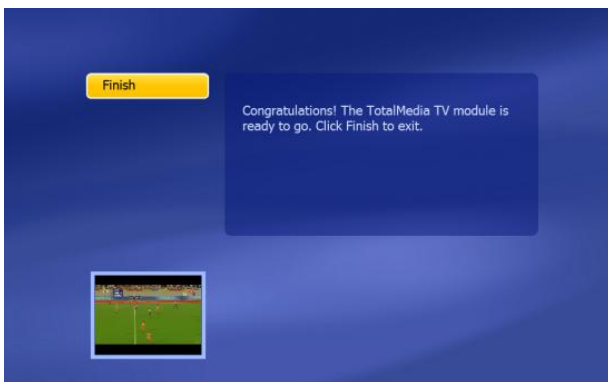 Finish
Congratulations! The TotalMedia TV module is
ready to go. Click Finish to exit.